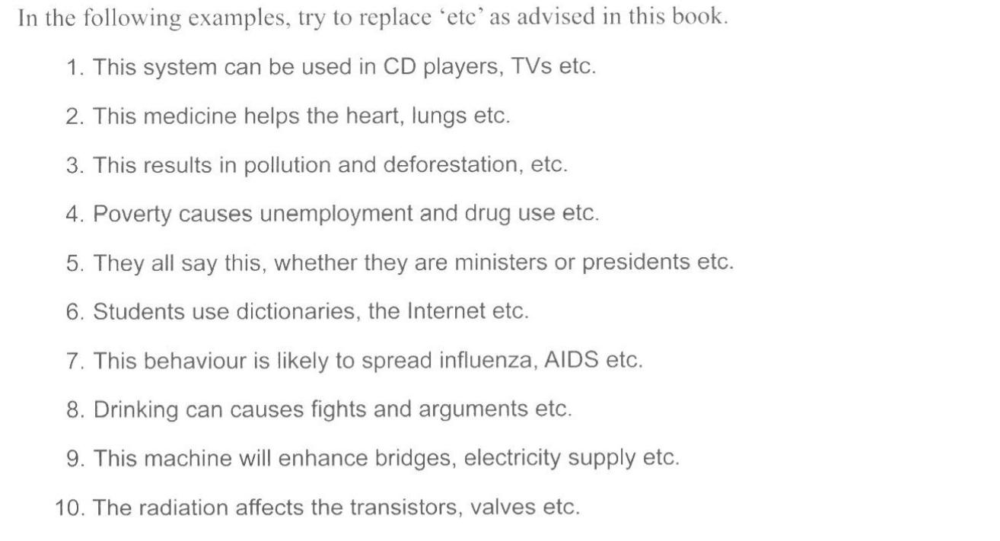 In the following examples, try to replace ‘etc’ as advised in this book.
1. This system can be used in CD players, TVs etc.
2. This medicine helps the heart, lungs etc.
3. This results in pollution and deforestation, etc.
4. Poverty causes unemployment and drug use etc.
5. They all say this, whether they are ministers or presidents etc.
6. Students use dictionaries, the Internet etc.
7. This behaviour is likely to spread influenza, AIDS etc.
8. Drinking can causes fights and arguments etc.
9. This machine will enhance bridges, electricity supply etc.
10. The radiation affects the transistors, valves etc.